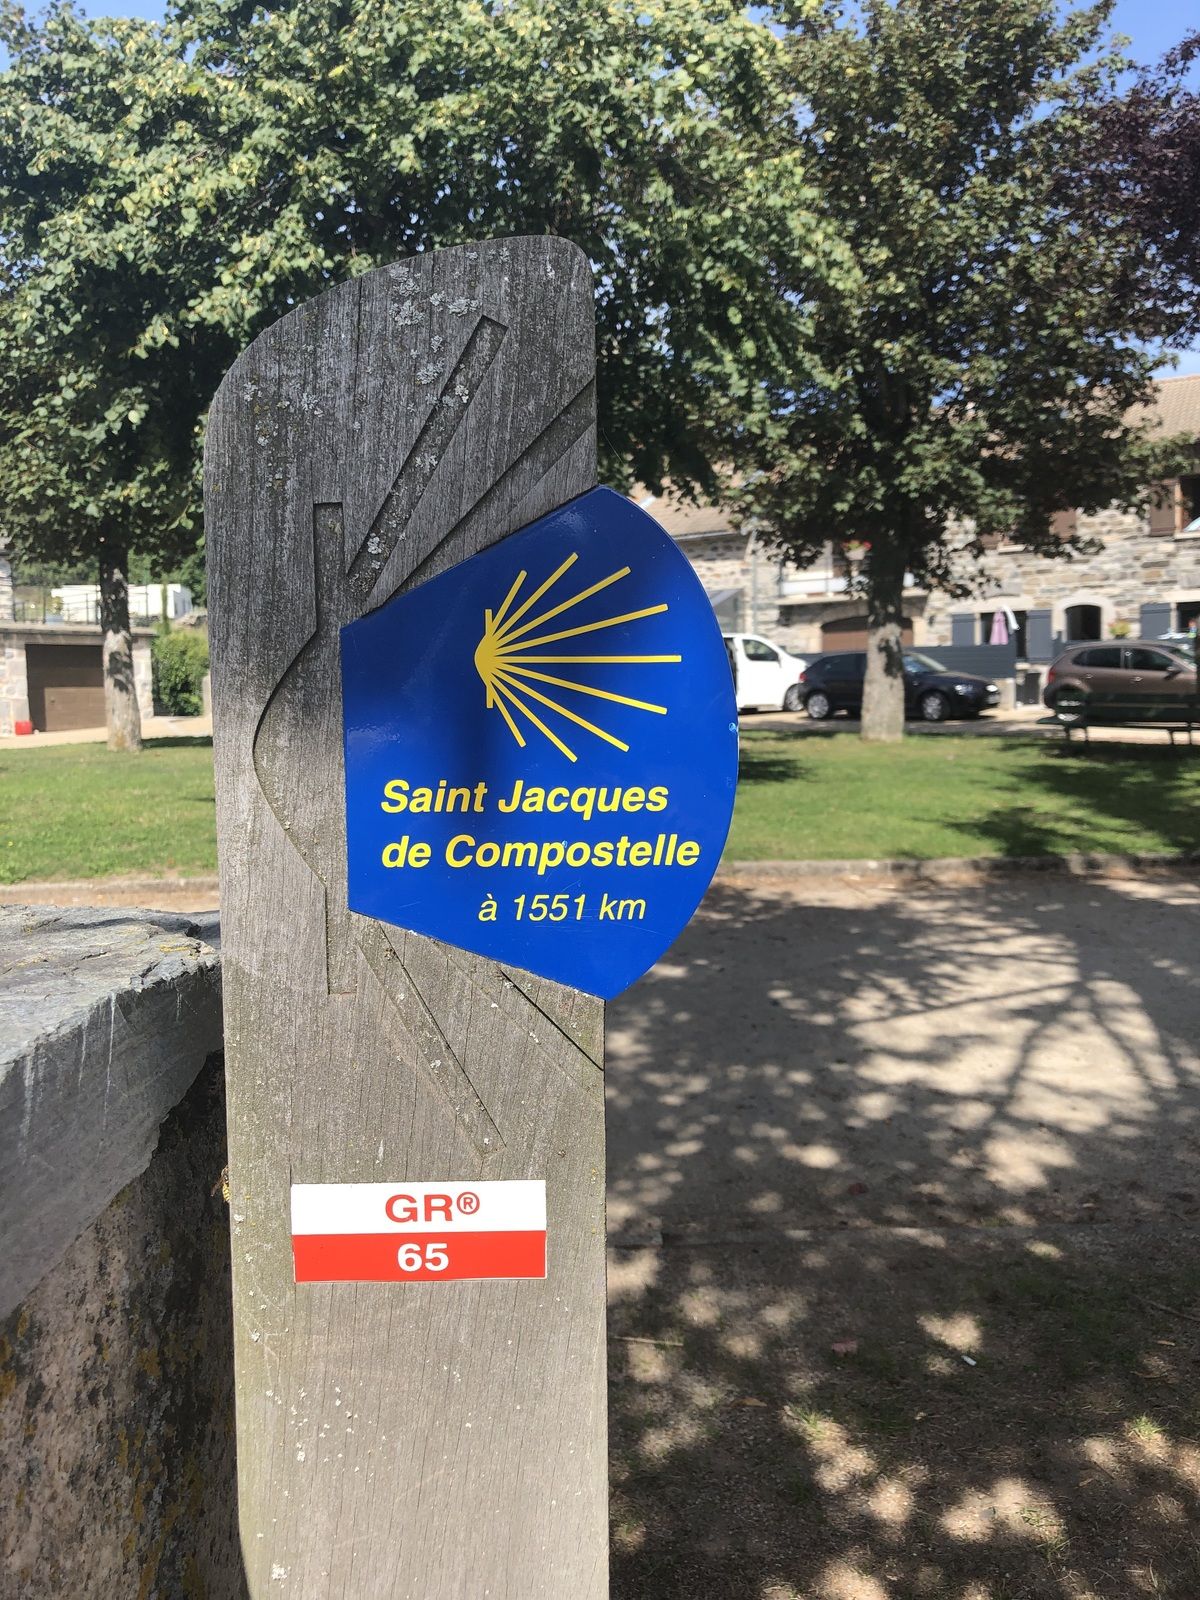 Saint Jacques
de Compostelle
à 1551 km
GR®
65